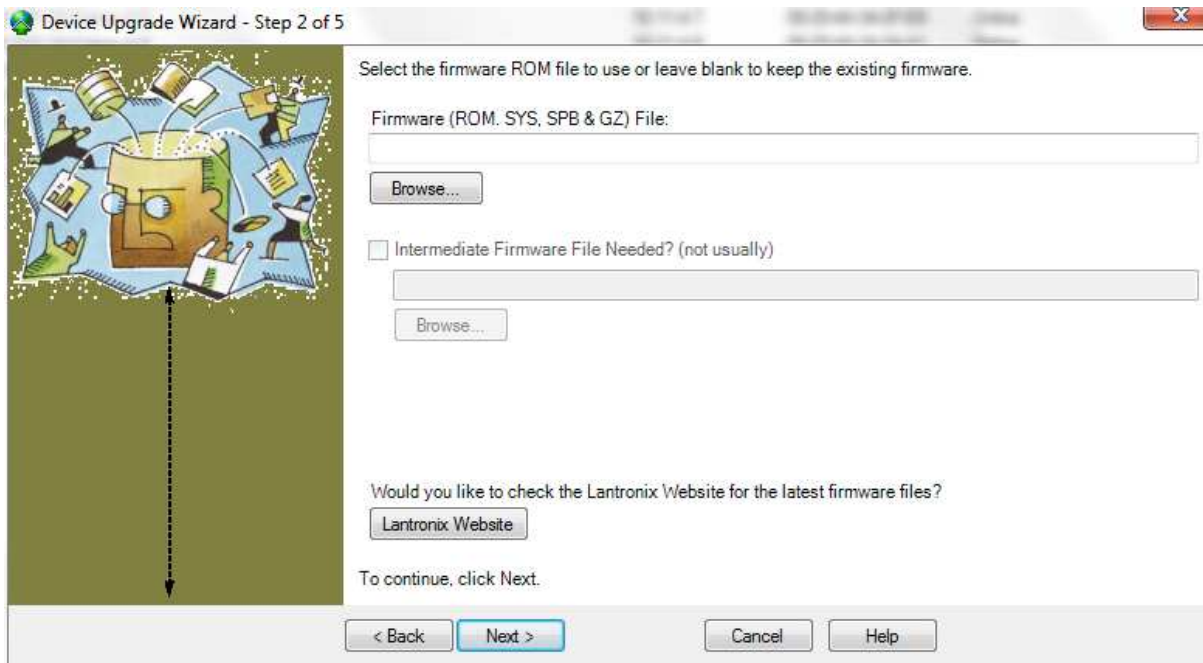 Device Upgrade Wizard - Step 2 of 5
X
Select the firmware ROM file to use or leave blank to keep the existing firmware.
Firmware (ROM. SYS, SPB & GZ) File:
Browse...
Intermediate Firmware File Needed? (not usually)
Browse...
Would you like to check the Lantronix Website for the latest firmware files?
Lantronix Website
To continue, click Next.
< Back Next > Cancel Help